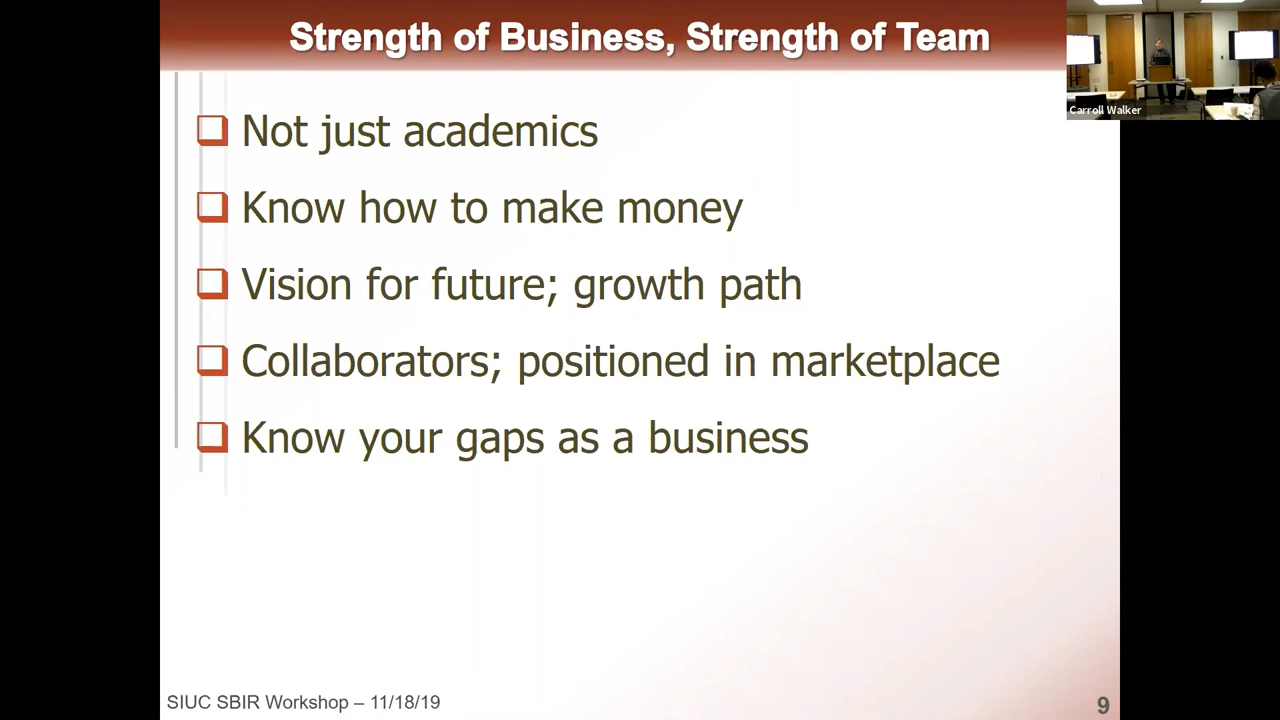 Strength of Business, Strength of Team
Carroll Walker
Not just academics
Know how to make money
Vision for future; growth path
Collaborators; positioned in marketplace
Know your gaps as a business
SIUC SBIR Workshop – 11/18/19
9